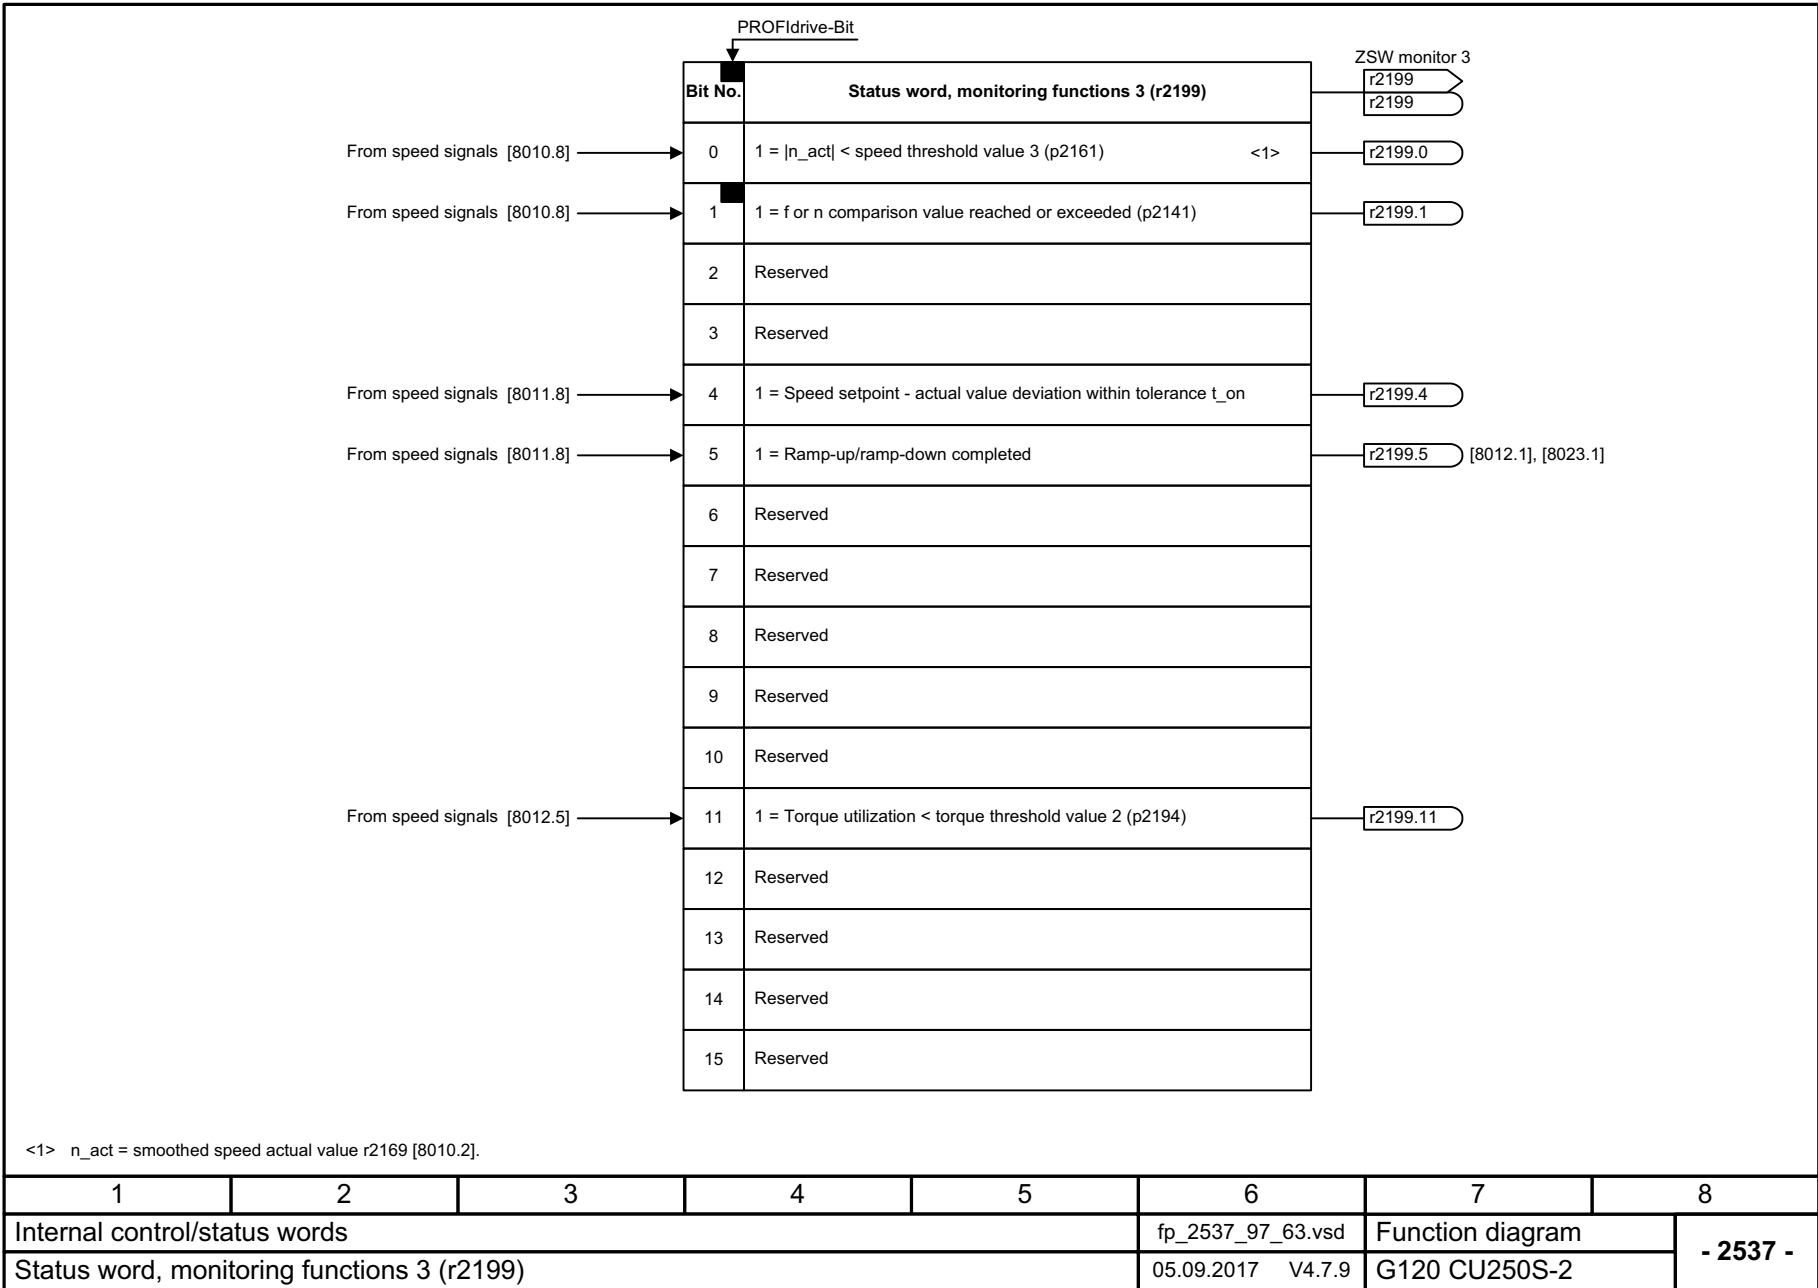 PROFIdrive-Bit
ZSW monitor 3
Bit No. Status word, monitoring functions 3 (r2199) r2199
r2199
From speed signals [8010.8] 0 1 = |n_act| < speed threshold value 3 (p2161) <1> r2199.0
From speed signals [8010.8] 1 1 = f or n comparison value reached or exceeded (p2141) r2199.1
2 Reserved
3 Reserved
From speed signals [8011.8] 4 1 = Speed setpoint - actual value deviation within tolerance t_on r2199.4
From speed signals [8011.8] 5 1 = Ramp-up/ramp-down completed r2199.5 [8012.1], [8023.1]
6 Reserved
7 Reserved
8 Reserved
9 Reserved
10 Reserved
From speed signals [8012.5] 11 1 = Torque utilization < torque threshold value 2 (p2194) r2199.11
12 Reserved
13 Reserved
14 Reserved
15 Reserved
<1> n_act = smoothed speed actual value r2169 [8010.2].
1 2 3 4 5 6 7 8
Internal control/status words fp_2537_97_63.vsd Function diagram - 2537 -
Status word, monitoring functions 3 (r2199) 05.09.2017 V4.7.9 G120 CU250S-2